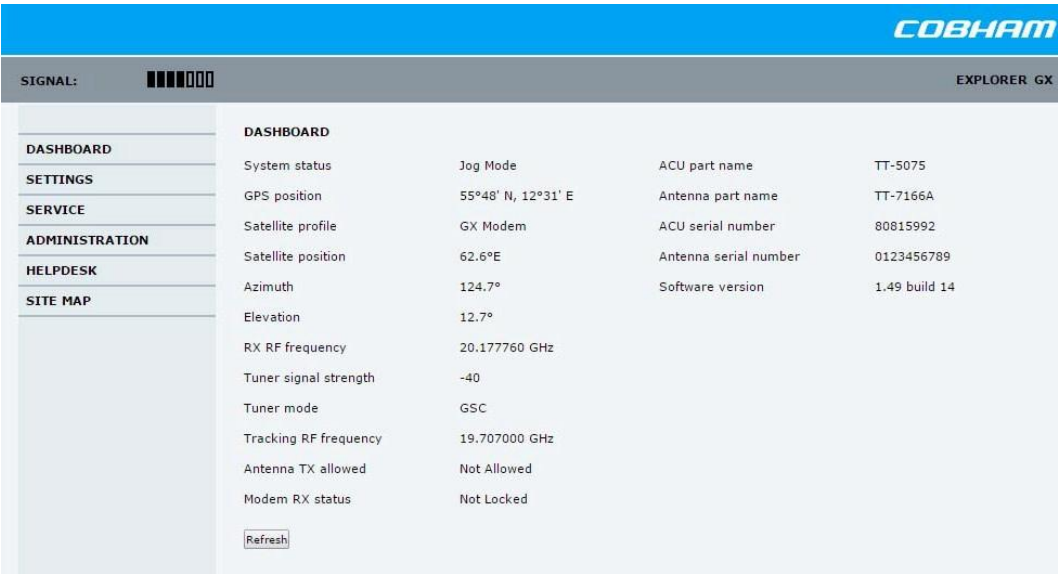 COBHAM
SIGNAL:
EXPLORER GX
DASHBOARD
SETTINGS
SERVICE
ADMINISTRATION
HELPDESK
SITE MAP
DASHBOARD
System status Jog Mode ACU part name TT-5075
GPS position 55°48' N, 12°31' E Antenna part name TT-7166A
Satellite profile GX Modem ACU serial number 80815992
Satellite position 62.6°E Antenna serial number 0123456789
Azimuth 124.7° Software version 1.49 build 14
Elevation 12.7°
RX RF frequency 20.177760 GHz
Tuner signal strength -40
Tuner mode GSC
Tracking RF frequency 19.707000 GHz
Antenna TX allowed Not Allowed
Modem RX status Not Locked
Refresh